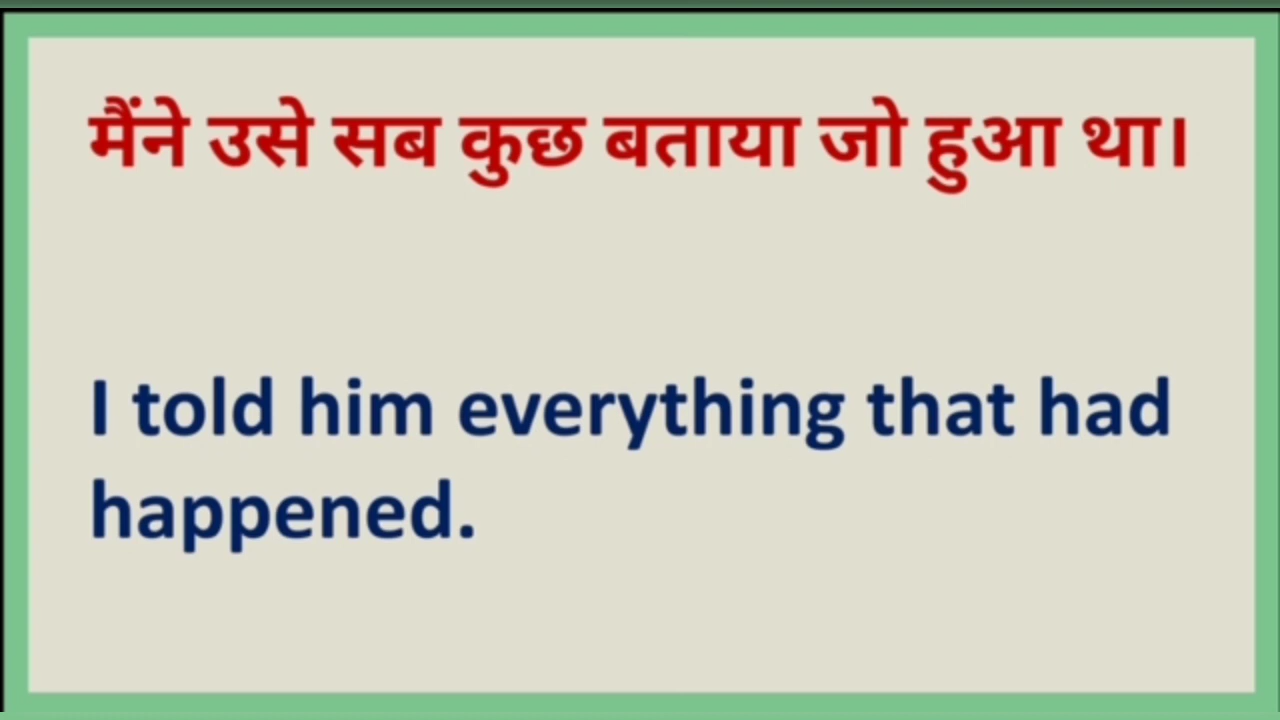 मैंने उसे सब कुछ बताया जो हुआ था।
I told him everything that had
happened.